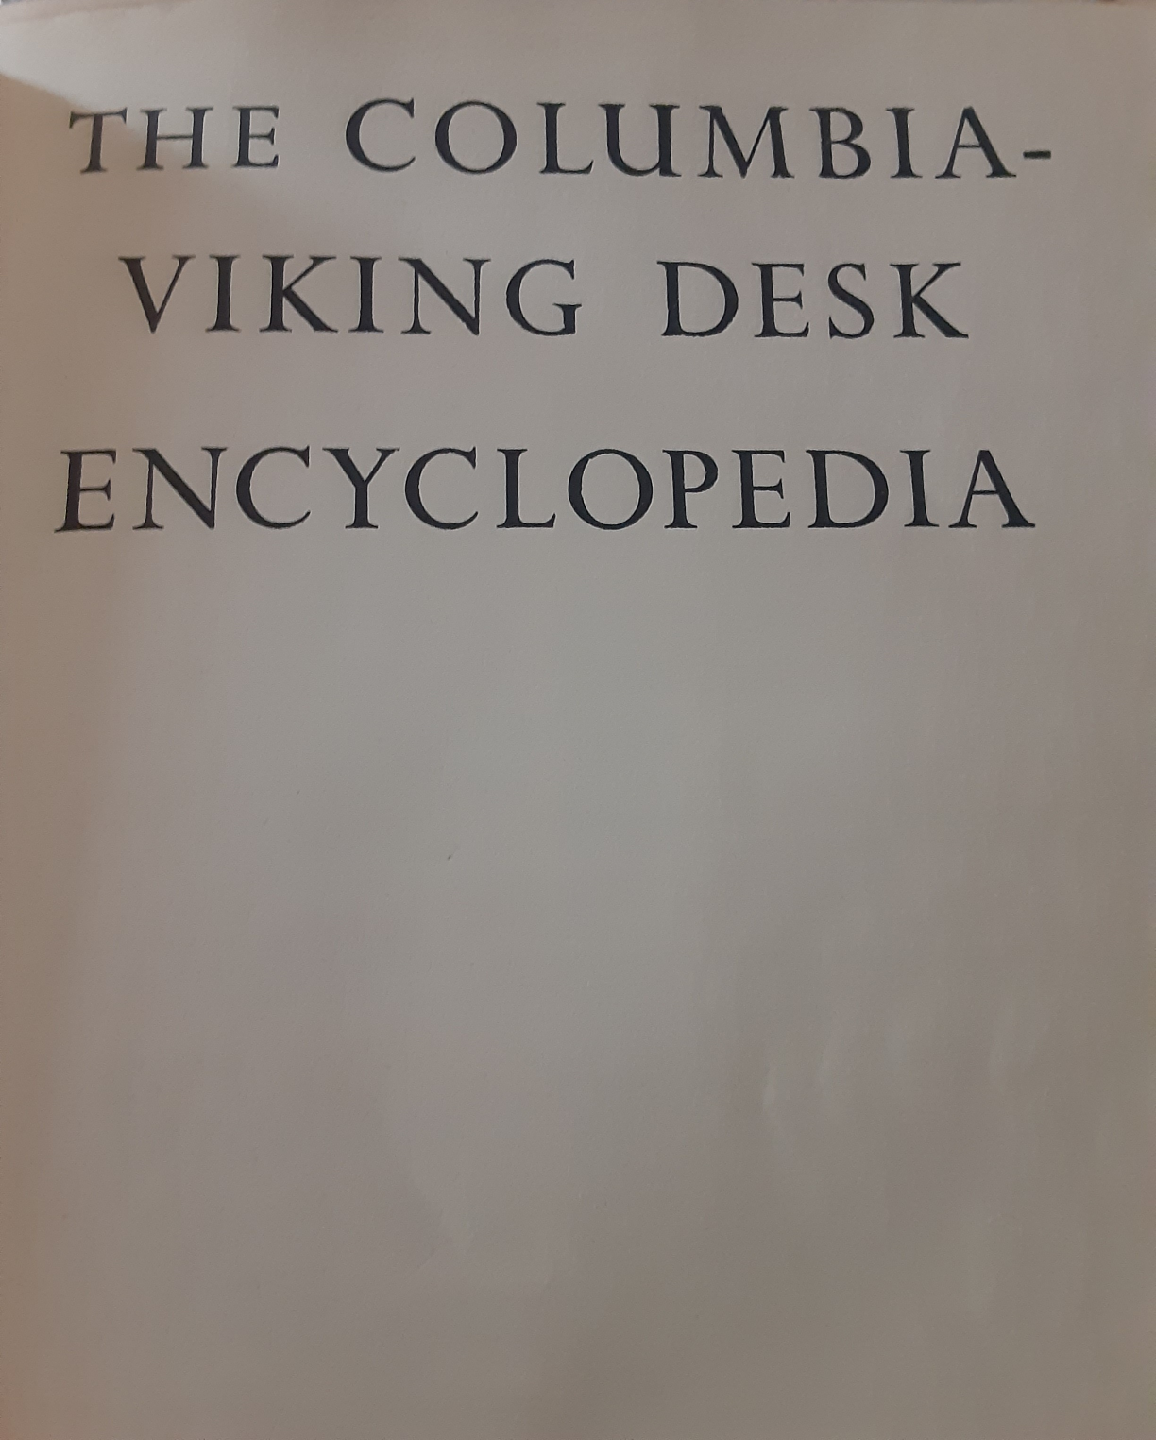 THE COLUMBIA-
VIKING DESK
ENCYCLOPEDIA